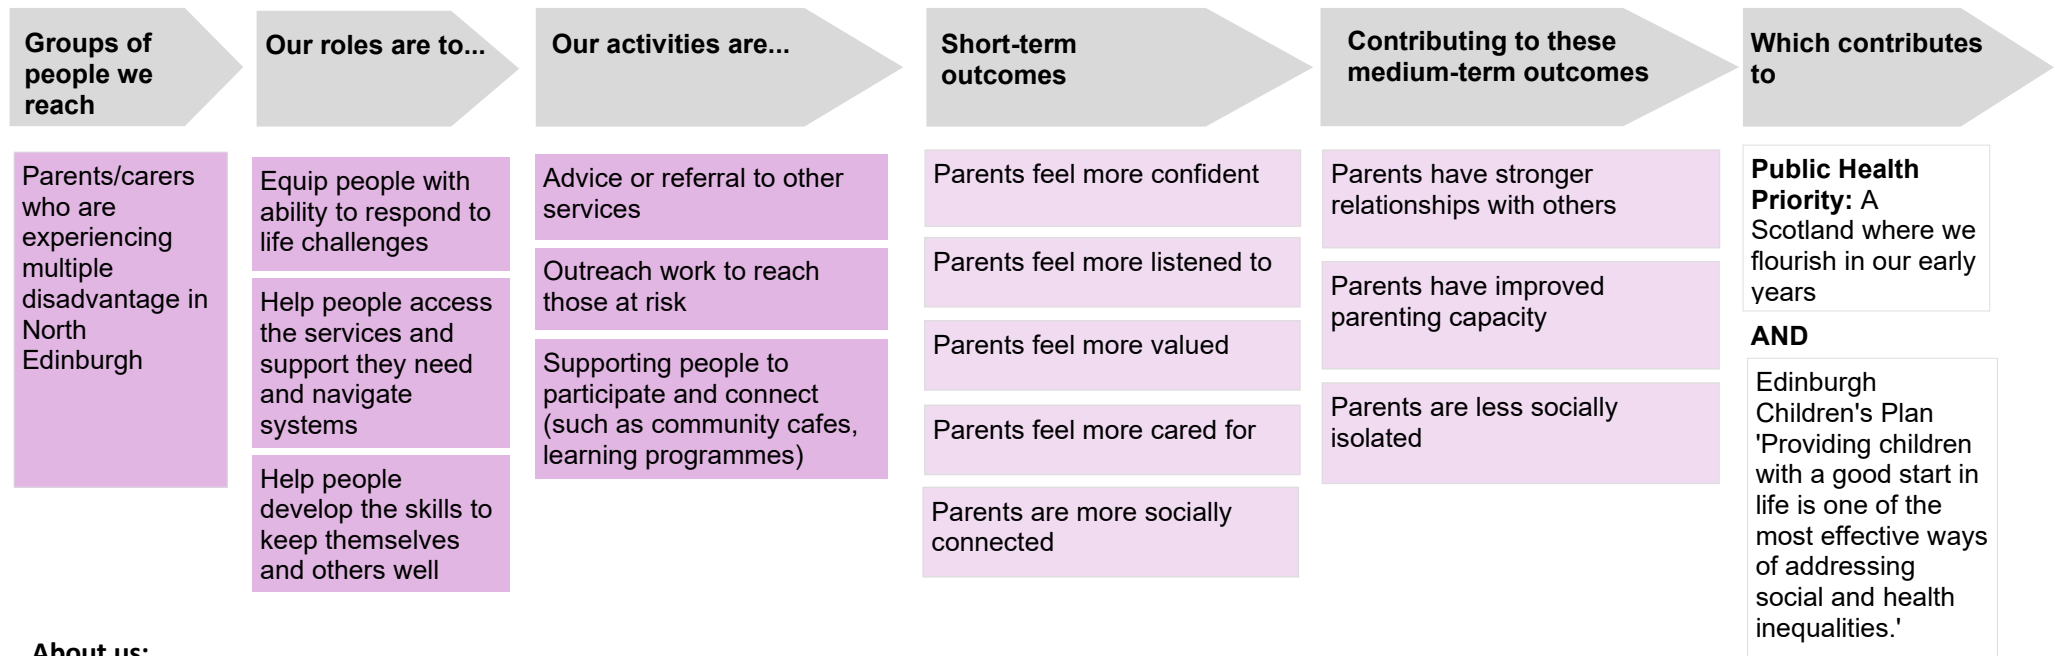 Groups of
people we
reach
Our roles are to...
Our activities are...
Short-term
outcomes
Contributing to these
medium-term outcomes
Which contributes
to
Parents/carers
who are
experiencing
multiple
disadvantage in
North
Edinburgh
Equip people with
ability to respond to
life challenges
Help people access
the services and
support they need
and navigate
systems
Help people
develop the skills to
keep themselves
and others well
Advice or referral to other
services
Outreach work to reach
those at risk
Supporting people to
participate and connect
(such as community cafes,
learning programmes)
Parents feel more confident
Parents feel more listened to
Parents feel more valued
Parents feel more cared for
Parents are more socially
connected
Parents have stronger
relationships with others
Parents have improved
parenting capacity
Parents are less socially
isolated
Public Health
Priority: A
Scotland where we
flourish in our early
years
AND
Edinburgh
Children's Plan
'Providing children
with a good start in
life is one of the
most effective ways
of addressing
social and health
inequalities.'
About us: